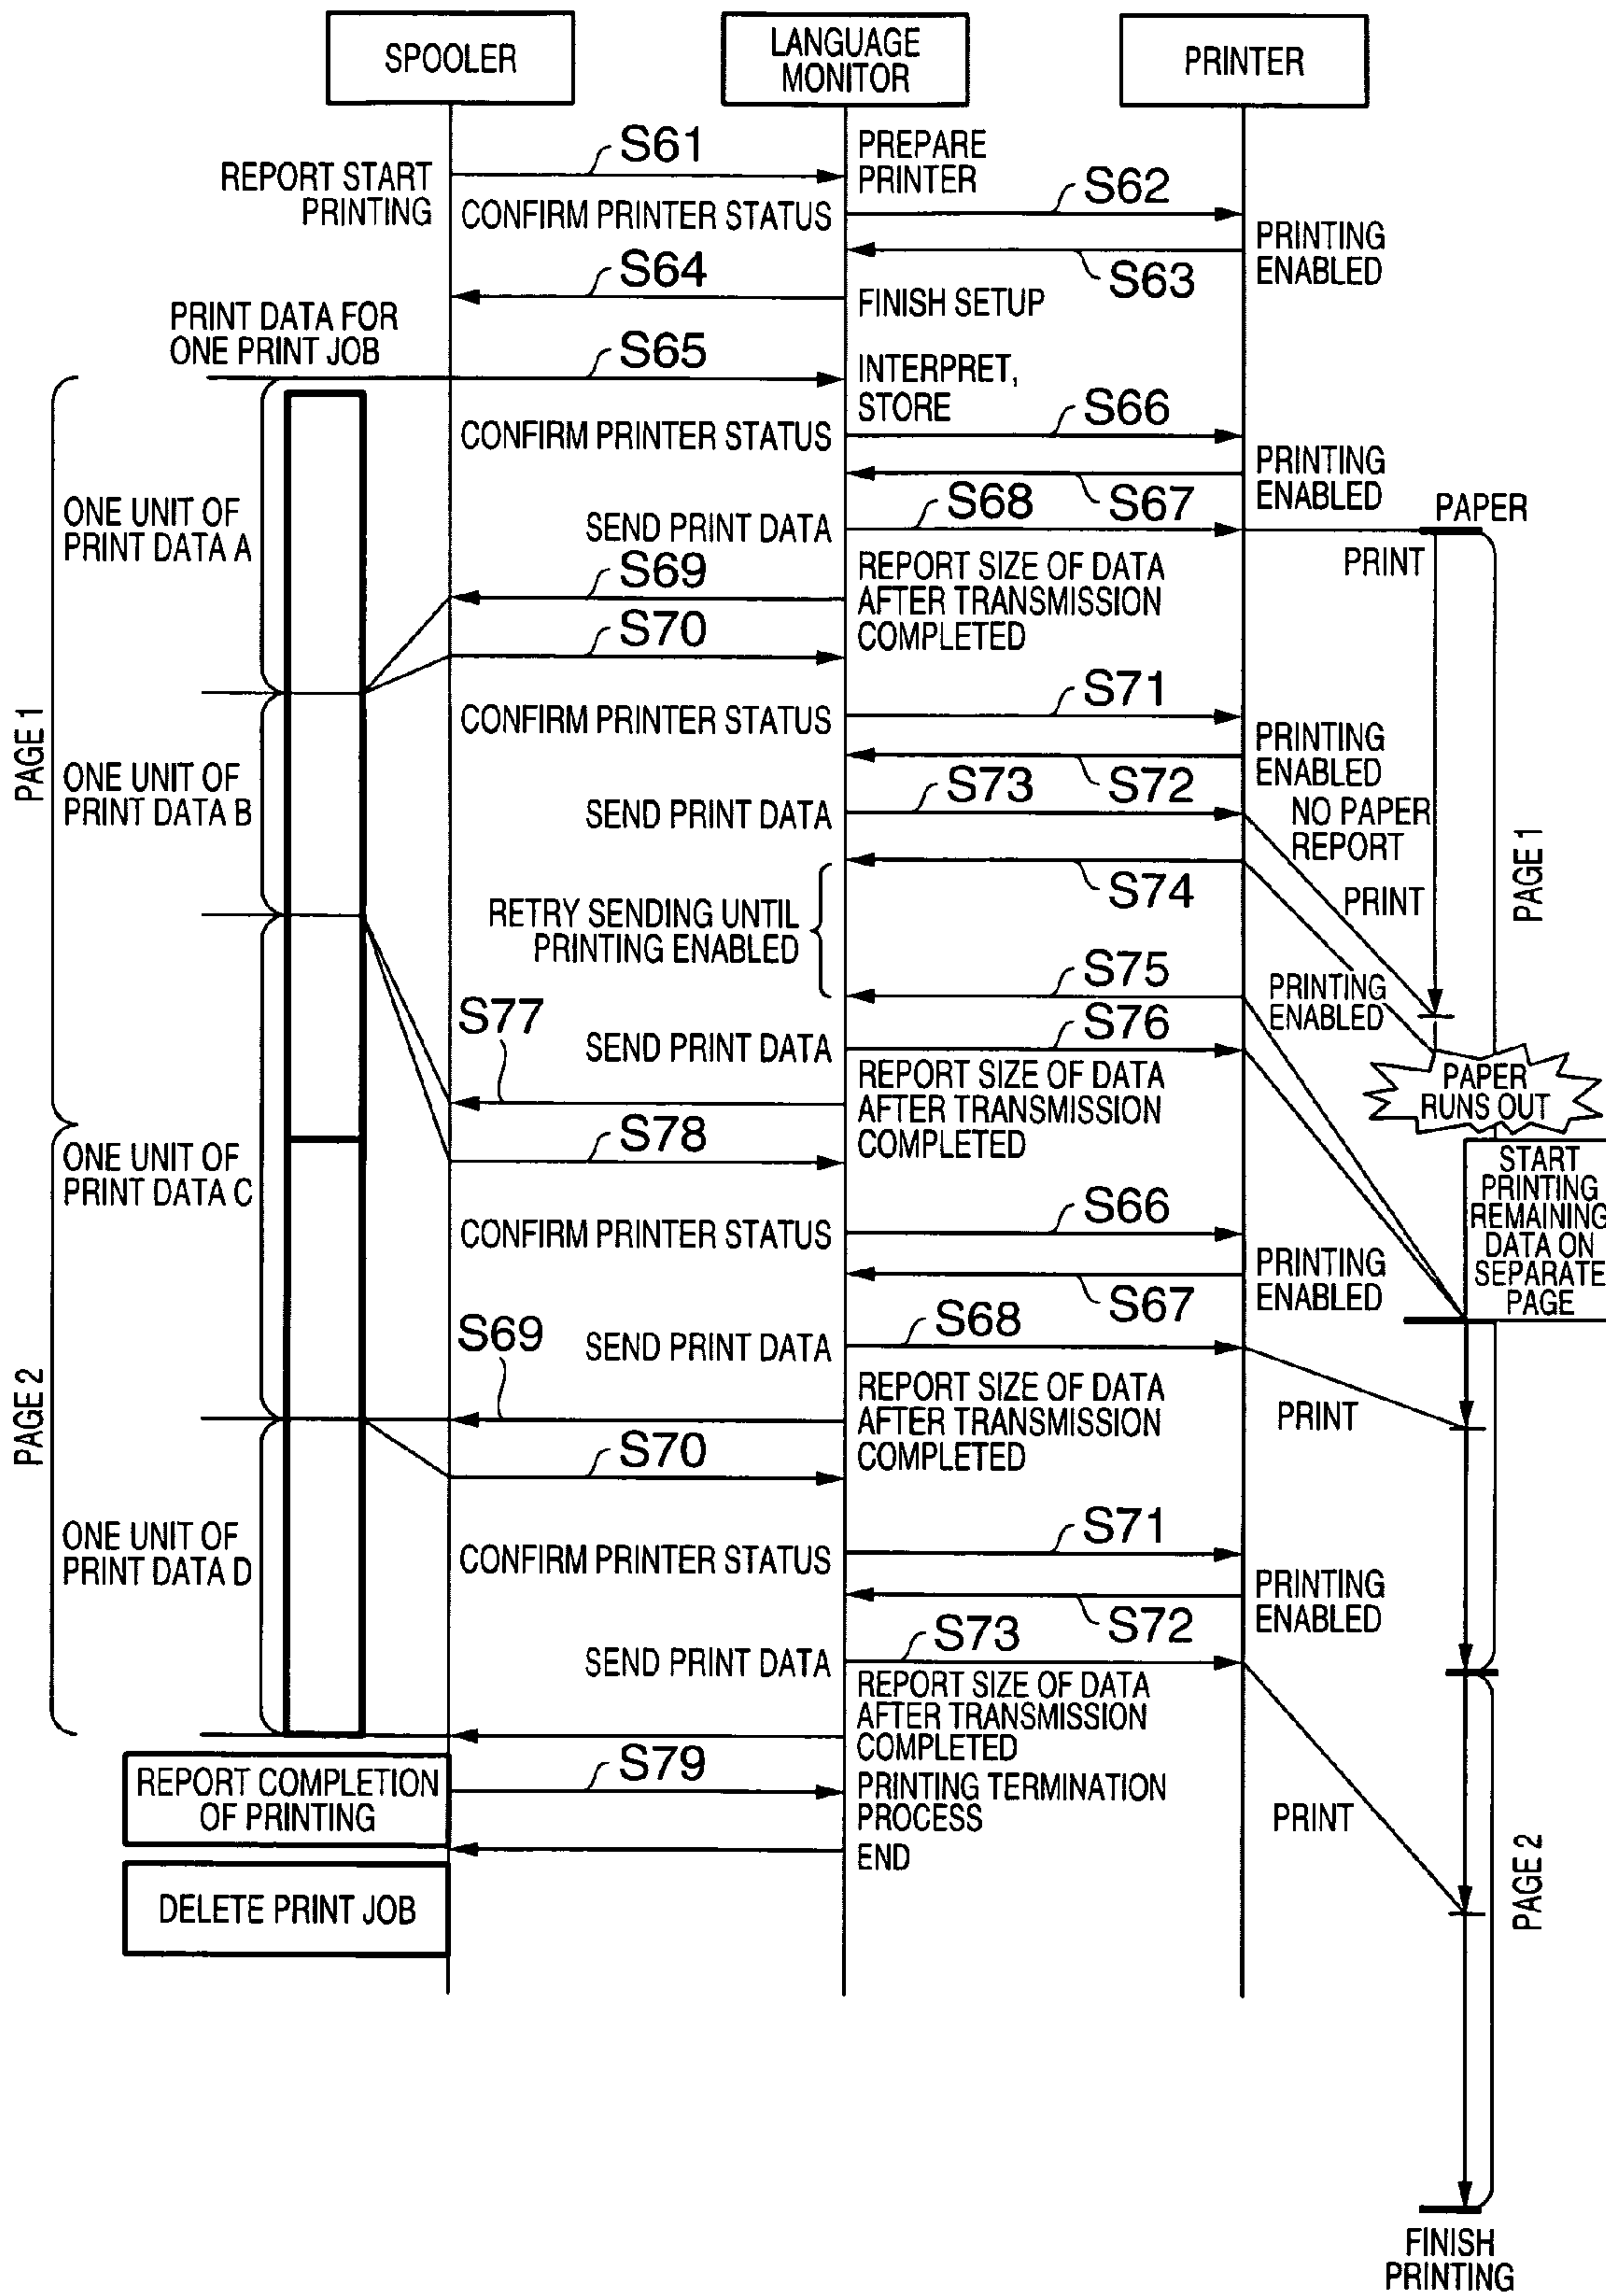 SPOOLER
LANGUAGE
MONITOR
PRINTER
REPORT START
PRINTING
S61
PREPARE
PRINTER
CONFIRM PRINTER STATUS
S62
PRINTING
ENABLED
S63
S64
FINISH SETUP
PRINT DATA FOR
ONE PRINT JOB
S65
INTERPRET,
STORE
CONFIRM PRINTER STATUS
S66
PRINTING
ENABLED
S67
PAGE 1
ONE UNIT OF
PRINT DATA A
SEND PRINT DATA
S68
PAPER
PRINT
S69
REPORT SIZE OF DATA
AFTER TRANSMISSION
COMPLETED
S70
CONFIRM PRINTER STATUS
S71
PRINTING
ENABLED
S72
ONE UNIT OF
PRINT DATA B
SEND PRINT DATA
S73
NO PAPER
REPORT
PAGE 1
S74
PRINT
RETRY SENDING UNTIL
PRINTING ENABLED
S75
PRINTING
ENABLED
S77
SEND PRINT DATA
S76
REPORT SIZE OF DATA
AFTER TRANSMISSION
COMPLETED
PAPER
RUNS OUT
S78
ONE UNIT OF
PRINT DATA C
START
PRINTING
REMAINING
DATA ON
SEPARATE
PAGE
CONFIRM PRINTER STATUS
S66
PRINTING
ENABLED
S67
PAGE 2
S69
SEND PRINT DATA
S68
REPORT SIZE OF DATA
AFTER TRANSMISSION
COMPLETED
PRINT
S70
ONE UNIT OF
PRINT DATA D
CONFIRM PRINTER STATUS
S71
PRINTING
ENABLED
S72
SEND PRINT DATA
S73
REPORT SIZE OF DATA
AFTER TRANSMISSION
COMPLETED
REPORT COMPLETION
OF PRINTING
S79
PRINTING TERMINATION
PROCESS
PRINT
END
DELETE PRINT JOB
PAGE 2
FINISH
PRINTING